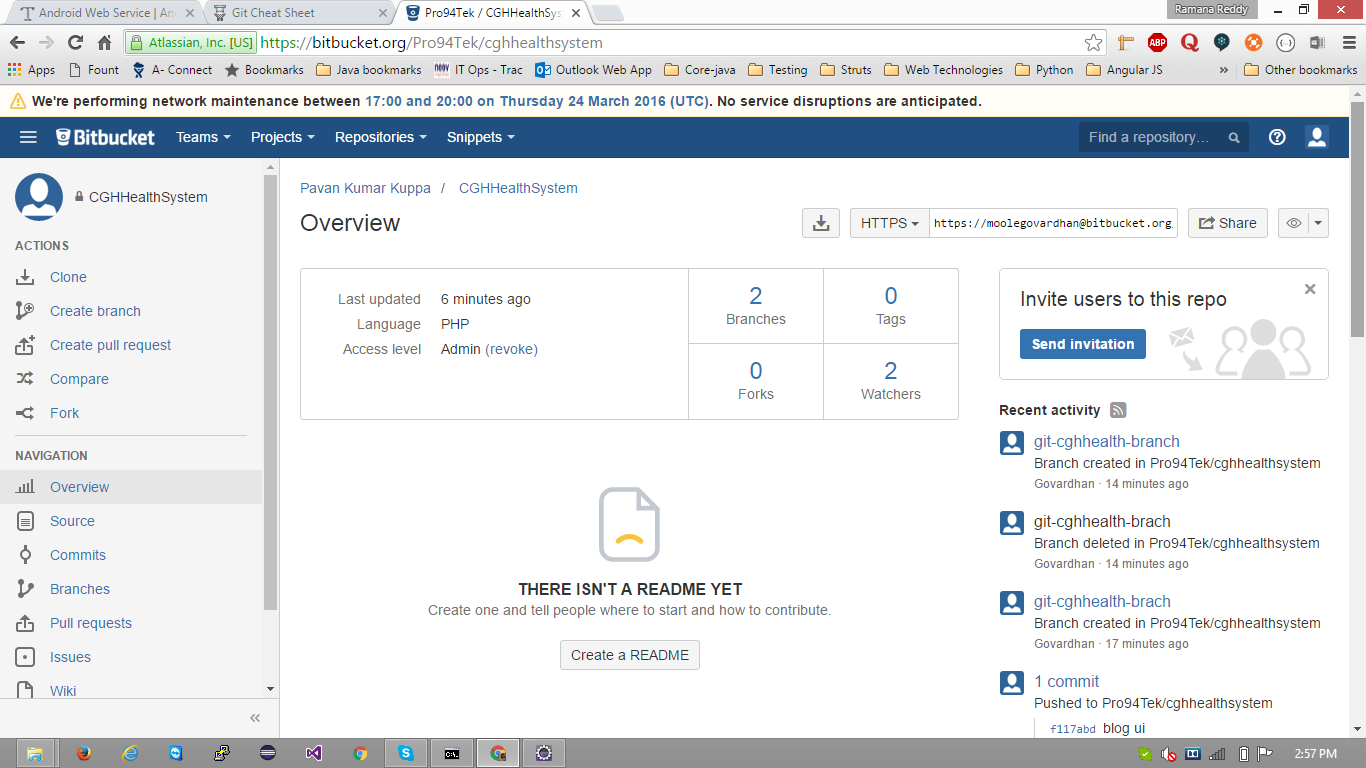 Android Web Service | An
Git Cheat Sheet
Pro94Tek / CGHHealthSys
Ramana Reddy
Atlassian, Inc. [US]
https://bitbucket.org/Pro94Tek/cghhealthsystem
ABP
Apps
Fount
A- Connect
Bookmarks
Java bookmarks
IT Ops - Trac
Outlook Web App
Core-java
Testing
Struts
Web Technologies
Python
Angular JS
»
Other bookmarks
We're performing network maintenance between 17:00 and 20:00 on Thursday 24 March 2016 (UTC). No service disruptions are anticipated.
Bitbucket
Teams
Projects
Repositories
Snippets
Find a repository...
CGHHealthSystem
ACTIONS
Clone
Create branch
Create pull request
Compare
Fork
NAVIGATION
Overview
Source
Commits
Branches
Pull requests
Issues
Wiki
«
Pavan Kumar Kuppa / CGHHealthSystem
Overview
HTTPS
https://moolegovardhan@bitbucket.org
Share
Last updated 6 minutes ago
Language PHP
Access level Admin (revoke)
2
Branches
0
Tags
0
Forks
2
Watchers
THERE ISN'T A README YET
Create one and tell people where to start and how to contribute.
Create a README
Invite users to this repo
Send invitation
Recent activity
git-cghhealth-branch
Branch created in Pro94Tek/cghhealthsystem
Govardhan · 14 minutes ago
git-cghhealth-brach
Branch deleted in Pro94Tek/cghhealthsystem
Govardhan · 14 minutes ago
git-cghhealth-brach
Branch created in Pro94Tek/cghhealthsystem
Govardhan · 17 minutes ago
1 commit
Pushed to Pro94Tek/cghhealthsystem
f117abd blog ui
2:57 PM